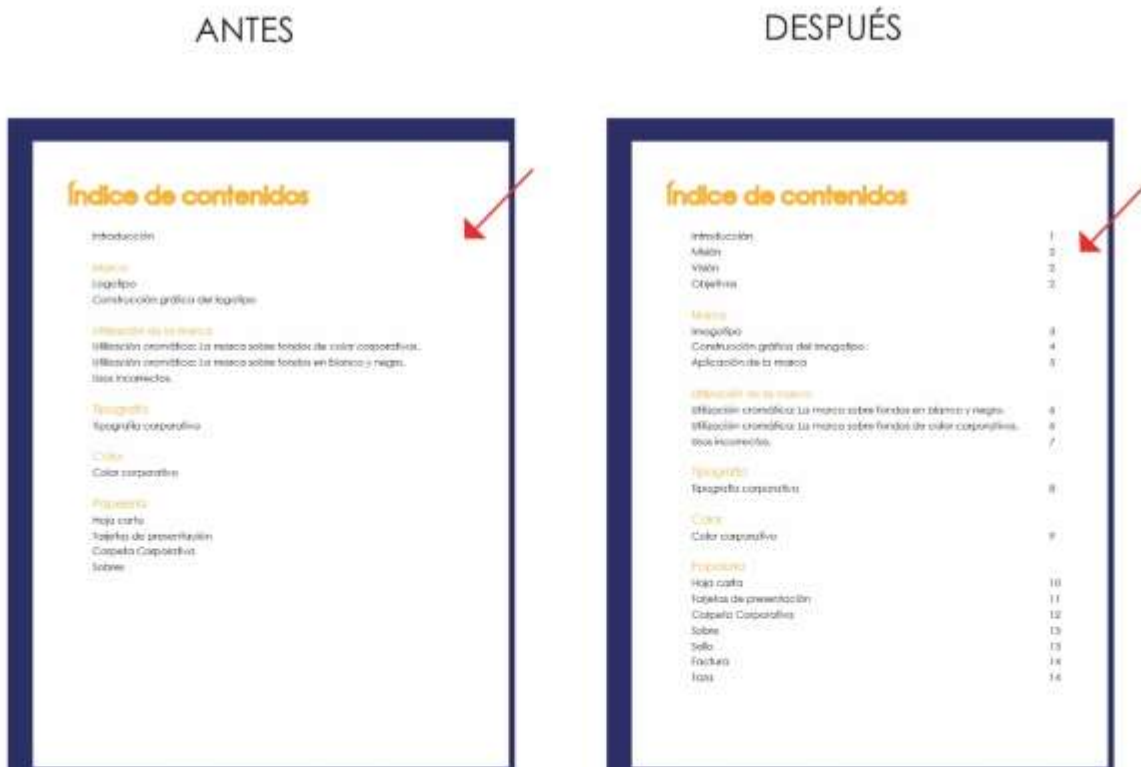 ANTES
Índice de contenidos
Introducción
Marca
Logotipo
Construcción gráfica del logotipo
Utilización de la marca
Utilización cromática: La marca sobre fondos de color corporativos.
Utilización cromática: La marca sobre fondos en blanco y negro.
Usos incorrectos.
Tipografía
Tipografía corporativa
Color
Color corporativo
Papelería
Hoja carta
Tarjetas de presentación
Carpeta Corporativa
Sobres
DESPUÉS
Índice de contenidos
Introducción 1
Misión 2
Visión 2
Objetivos 2
Marca
Imagotipo 3
Construcción gráfica del imagotipo 4
Aplicación de la marca 5
Utilización de la marca
Utilización cromática: La marca sobre fondos en blanco y negro. 6
Utilización cromática: La marca sobre fondos de color corporativos. 6
Usos incorrectos. 7
Tipografía
Tipografía corporativa 8
Color
Color corporativo 9
Papelería
Hoja carta 10
Tarjetas de presentación 11
Carpeta Corporativa 12
Sobre 13
Sello 13
Factura 14
Taza 14